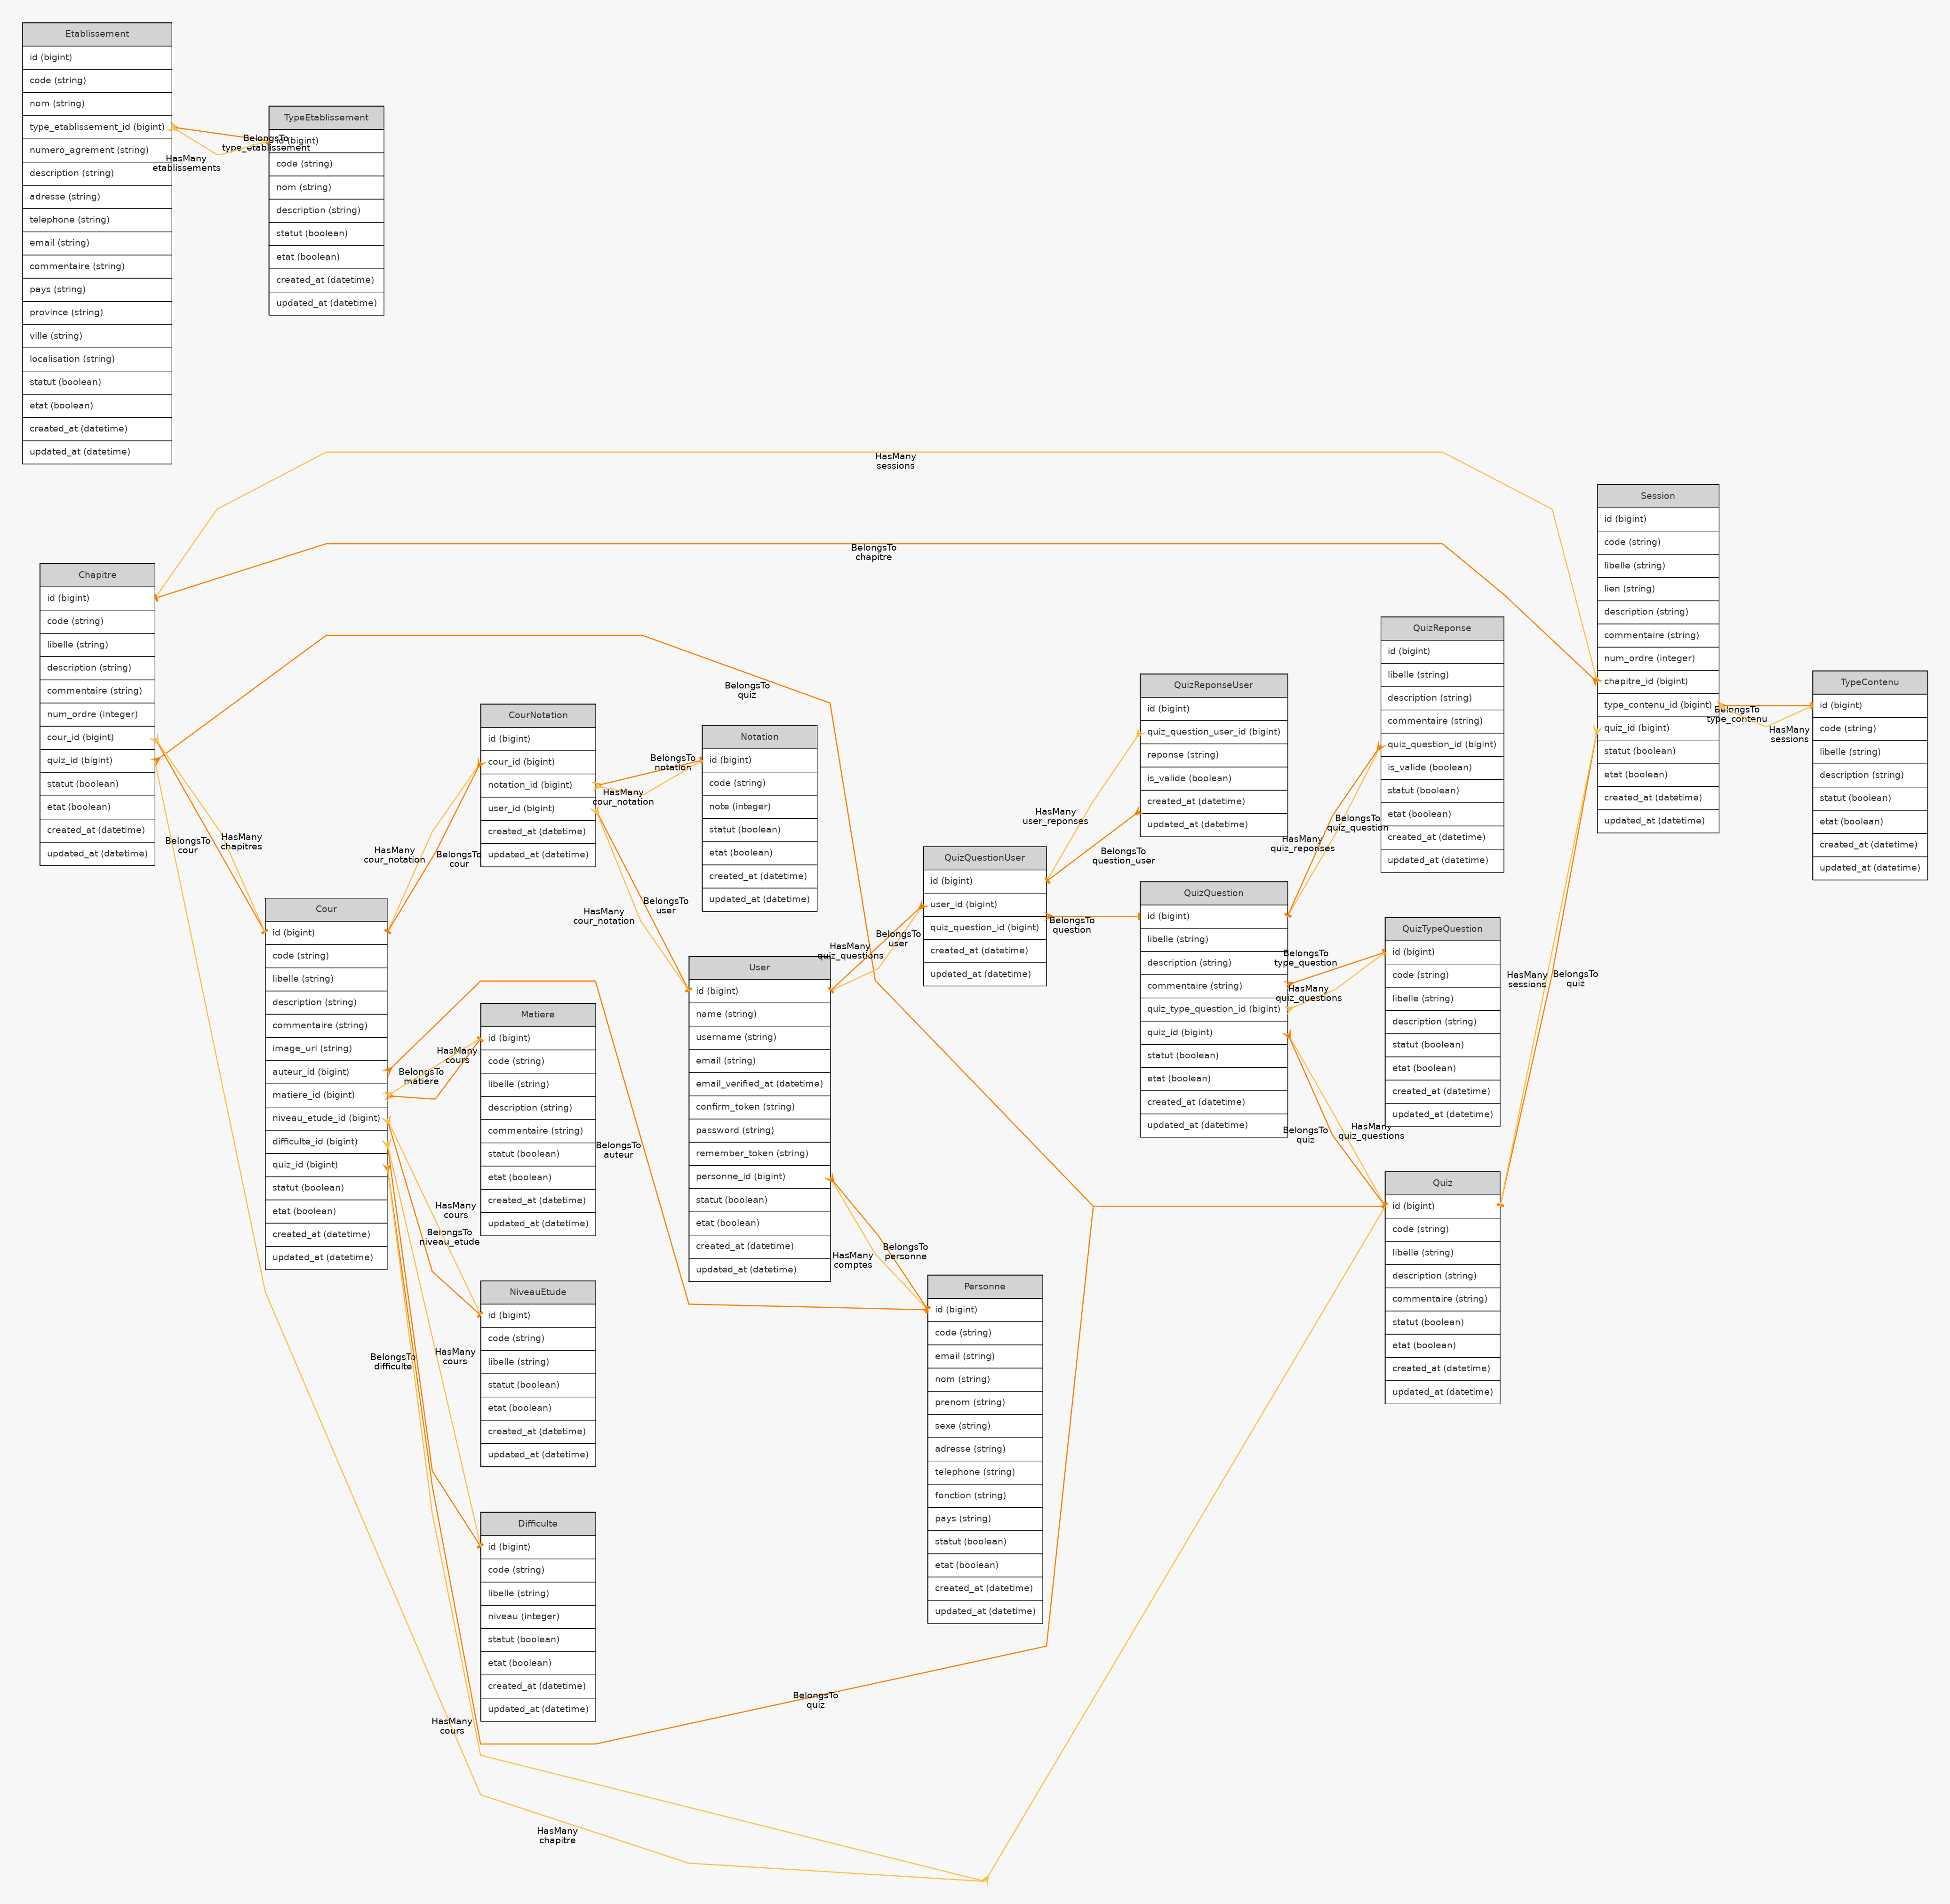 Etablissement
id (bigint)
code (string)
nom (string)
type_etablissement_id (bigint)
numero_agrement (string)
description (string)
adresse (string)
telephone (string)
email (string)
commentaire (string)
pays (string)
province (string)
ville (string)
localisation (string)
statut (boolean)
etat (boolean)
created_at (datetime)
updated_at (datetime)
BelongsTo
type_etablissement
HasMany
etablissements
TypeEtablissement
id (bigint)
code (string)
nom (string)
description (string)
statut (boolean)
etat (boolean)
created_at (datetime)
updated_at (datetime)
HasMany
sessions
BelongsTo
chapitre
Chapitre
id (bigint)
code (string)
libelle (string)
description (string)
commentaire (string)
num_ordre (integer)
cour_id (bigint)
quiz_id (bigint)
statut (boolean)
etat (boolean)
created_at (datetime)
updated_at (datetime)
BelongsTo
cour
HasMany
chapitres
BelongsTo
quiz
Cour
id (bigint)
code (string)
libelle (string)
description (string)
commentaire (string)
image_url (string)
auteur_id (bigint)
matiere_id (bigint)
niveau_etude_id (bigint)
difficulte_id (bigint)
quiz_id (bigint)
statut (boolean)
etat (boolean)
created_at (datetime)
updated_at (datetime)
HasMany
cour_notation
BelongsTo
cour
CourNotation
id (bigint)
cour_id (bigint)
notation_id (bigint)
user_id (bigint)
created_at (datetime)
updated_at (datetime)
BelongsTo
notation
HasMany
cour_notation
Notation
id (bigint)
code (string)
note (integer)
statut (boolean)
etat (boolean)
created_at (datetime)
updated_at (datetime)
HasMany
cour_notation
BelongsTo
user
HasMany
cours
BelongsTo
matiere
Matiere
id (bigint)
code (string)
libelle (string)
description (string)
commentaire (string)
statut (boolean)
etat (boolean)
created_at (datetime)
updated_at (datetime)
BelongsTo
auteur
HasMany
cours
BelongsTo
niveau_etude
NiveauEtude
id (bigint)
code (string)
libelle (string)
statut (boolean)
etat (boolean)
created_at (datetime)
updated_at (datetime)
BelongsTo
difficulte
HasMany
cours
Difficulte
id (bigint)
code (string)
libelle (string)
niveau (integer)
statut (boolean)
etat (boolean)
created_at (datetime)
updated_at (datetime)
HasMany
cours
HasMany
chapitre
BelongsTo
quiz
User
id (bigint)
name (string)
username (string)
email (string)
email_verified_at (datetime)
confirm_token (string)
password (string)
remember_token (string)
personne_id (bigint)
statut (boolean)
etat (boolean)
created_at (datetime)
updated_at (datetime)
HasMany
quiz_questions
BelongsTo
user
HasMany
comptes
BelongsTo
personne
Personne
id (bigint)
code (string)
email (string)
nom (string)
prenom (string)
sexe (string)
adresse (string)
telephone (string)
fonction (string)
pays (string)
statut (boolean)
etat (boolean)
created_at (datetime)
updated_at (datetime)
QuizQuestionUser
id (bigint)
user_id (bigint)
quiz_question_id (bigint)
created_at (datetime)
updated_at (datetime)
HasMany
user_reponses
BelongsTo
question_user
BelongsTo
question
QuizReponseUser
id (bigint)
quiz_question_user_id (bigint)
reponse (string)
is_valide (boolean)
created_at (datetime)
updated_at (datetime)
QuizQuestion
id (bigint)
libelle (string)
description (string)
commentaire (string)
quiz_type_question_id (bigint)
quiz_id (bigint)
statut (boolean)
etat (boolean)
created_at (datetime)
updated_at (datetime)
HasMany
quiz_reponses
BelongsTo
quiz_question
QuizReponse
id (bigint)
libelle (string)
description (string)
commentaire (string)
quiz_question_id (bigint)
is_valide (boolean)
statut (boolean)
etat (boolean)
created_at (datetime)
updated_at (datetime)
BelongsTo
type_question
HasMany
quiz_questions
QuizTypeQuestion
id (bigint)
code (string)
libelle (string)
description (string)
statut (boolean)
etat (boolean)
created_at (datetime)
updated_at (datetime)
BelongsTo
quiz
HasMany
quiz_questions
Quiz
id (bigint)
code (string)
libelle (string)
description (string)
commentaire (string)
statut (boolean)
etat (boolean)
created_at (datetime)
updated_at (datetime)
HasMany
sessions
BelongsTo
quiz
Session
id (bigint)
code (string)
libelle (string)
lien (string)
description (string)
commentaire (string)
num_ordre (integer)
chapitre_id (bigint)
type_contenu_id (bigint)
quiz_id (bigint)
statut (boolean)
etat (boolean)
created_at (datetime)
updated_at (datetime)
BelongsTo
type_contenu
HasMany
sessions
TypeContenu
id (bigint)
code (string)
libelle (string)
description (string)
statut (boolean)
etat (boolean)
created_at (datetime)
updated_at (datetime)